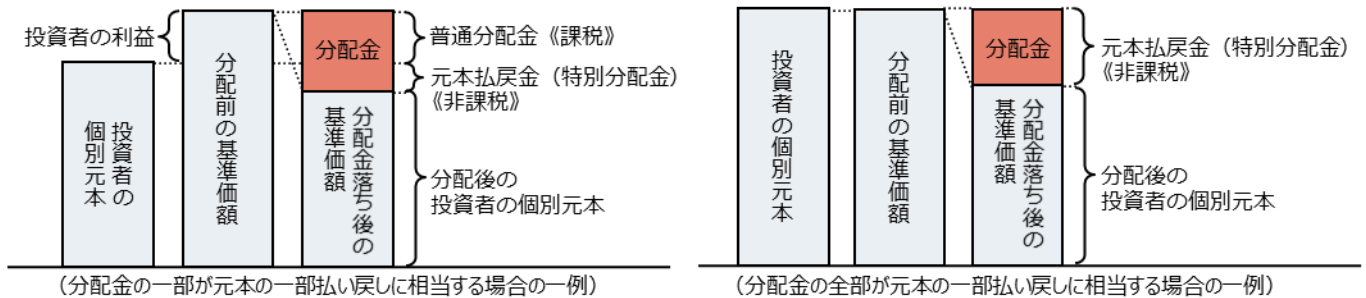 投資者の利益
投資者の
個別元本
分配前の基準価額
分配金
分配金落ち後の
基準価額
普通分配金《課税》
元本払戻金（特別分配金）
《非課税》
分配後の
投資者の個別元本
（分配金の一部が元本の一部払い戻しに相当する場合の一例）
投資者の個別元本
分配前の基準価額
分配金
分配金落ち後の
基準価額
元本払戻金（特別分配金）
《非課税》
分配後の
投資者の個別元本
（分配金の全部が元本の一部払い戻しに相当する場合の一例）